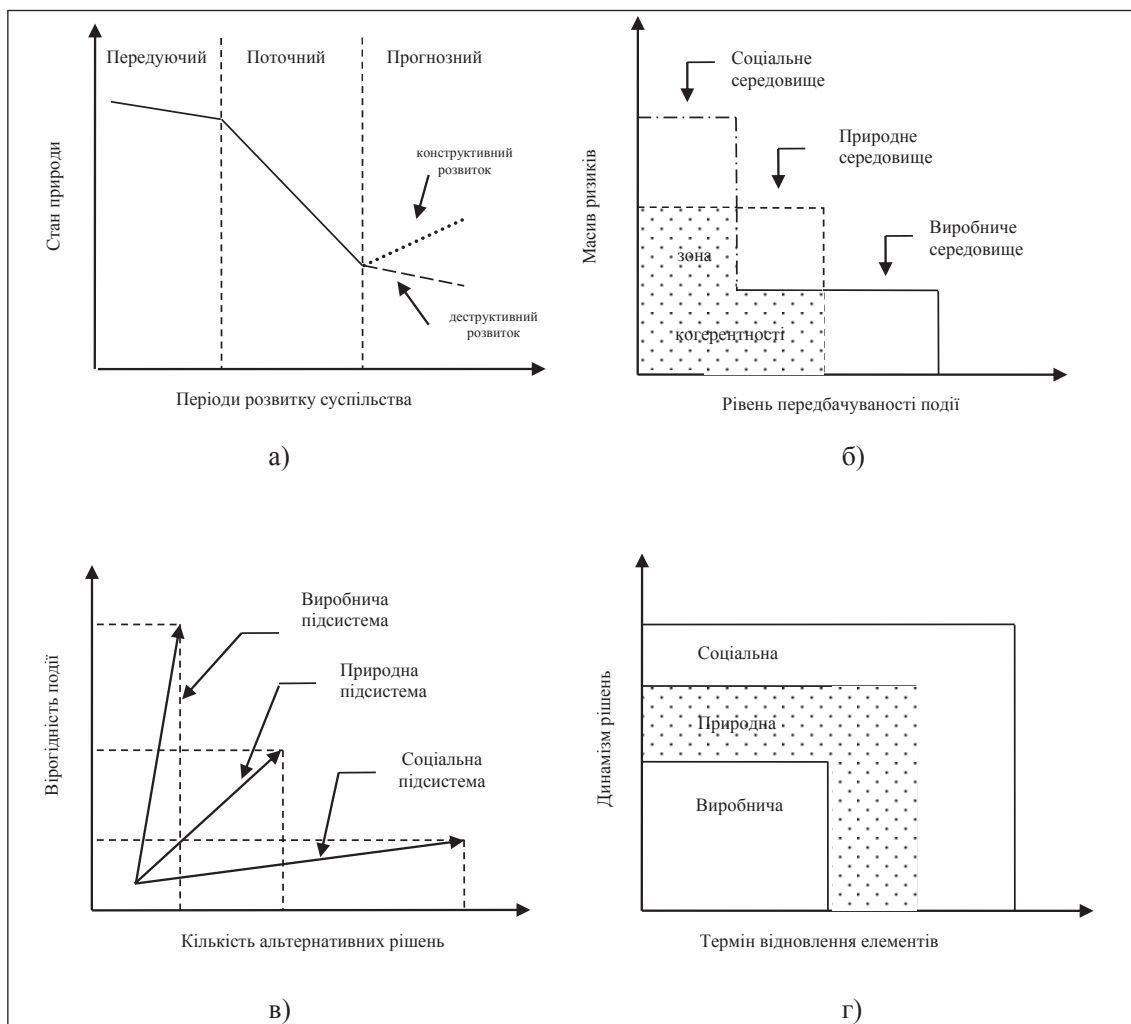 Передуючий
Поточний
Прогнозний
Стан природи
конструктивний
розвиток
деструктивний
розвиток
Періоди розвитку суспільства
а)
Соціальне
середовище
Природне
середовище
Виробниче
середовище
Масив ризиків
зона
когерентності
Рівень передбачуваності події
б)
Виробнича
підсистема
Природна
підсистема
Соціальна
підсистема
Вірогідність події
Кількість альтернативних рішень
в)
Соціальна
Природна
Виробнича
Динамізм рішень
Термін відновлення елементів
г)